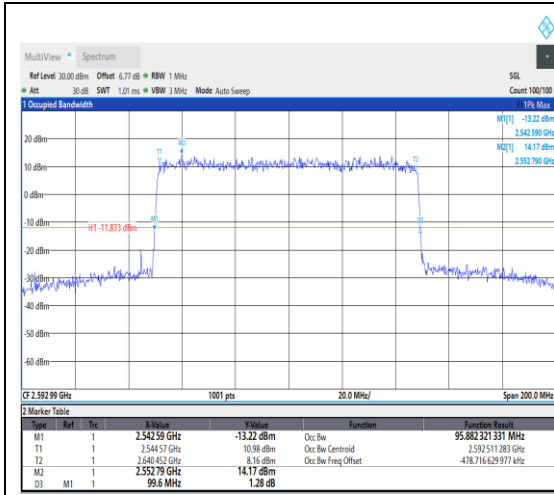 MultiView Spectrum
Ref Level 30.00 dBm Offset 6.77 dB RBW 1 MHz SGL
Att 30 dB SWT 1.01 ms VBW 3 MHz Mode Auto Sweep Count 100/100
1 Occupied Bandwidth 1Pk Max
M1[1] -13.22 dBm
2.542 590 GHz
M2[1] 14.17 dBm
2.552 790 GHz
20 dBm
M2
T1
T2
10 dBm
0 dBm
-10 dBm
M1
D3
H1 -11.833 dBm
-20 dBm
-30 dBm
-40 dBm
-50 dBm
-60 dBm
CF 2.592 99 GHz 1001 pts 20.0 MHz/ Span 200.0 MHz
2 Marker Table
Type Ref Trc X-Value Y-Value Function Function Result
M1 1 2.542 59 GHz -13.22 dBm Occ Bw 95.882 321 331 MHz
T1 1 2.544 57 GHz 10.98 dBm Occ Bw Centroid 2.592 511 283 GHz
T2 1 2.640 452 GHz 8.16 dBm Occ Bw Freq Offset -478.716 629 977 kHz
M2 1 2.552 79 GHz 14.17 dBm
D3 M1 1 99.6 MHz 1.28 dB